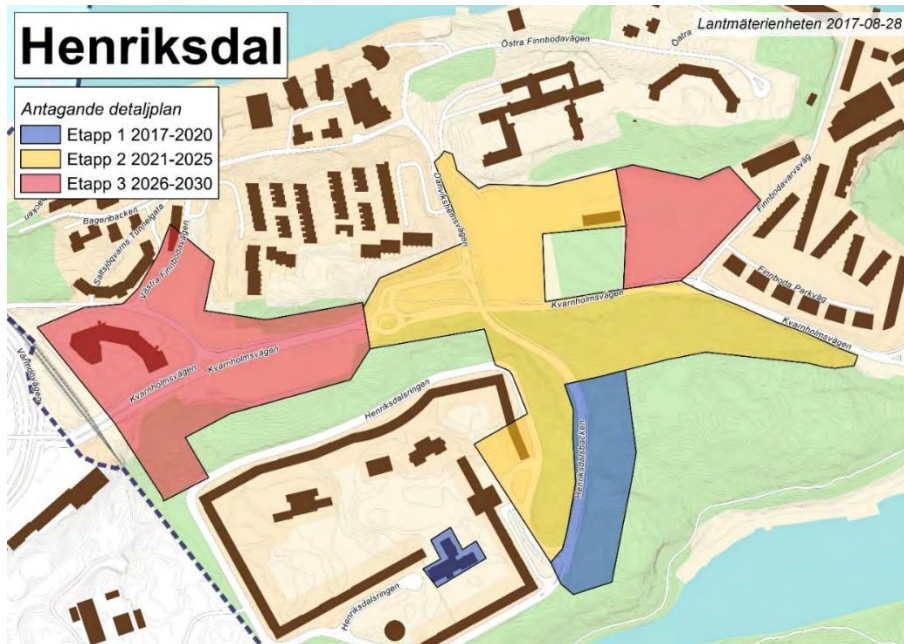 Henriksdal
Lantmäterienheten 2017-08-28
Antagande detaljplan
Etapp 1 2017-2020
Etapp 2 2021-2025
Etapp 3 2026-2030
Östra Finnbodavägen
Östra
Danvikshemsvägen
Finnbodavarvsväg
Bageribacken
backen
Saltsjöqvarns Tunnelgata
Västra Finnbodavägen
Kvarnholmsvägen
Finnboda Parkväg
Kvarnholmsvägen
Kvarnholmsvägen
Kvarnholmsvägen
Värmdövägen
Henriksdalsringen
Henriksdalsbacken
Henriksdalsringen